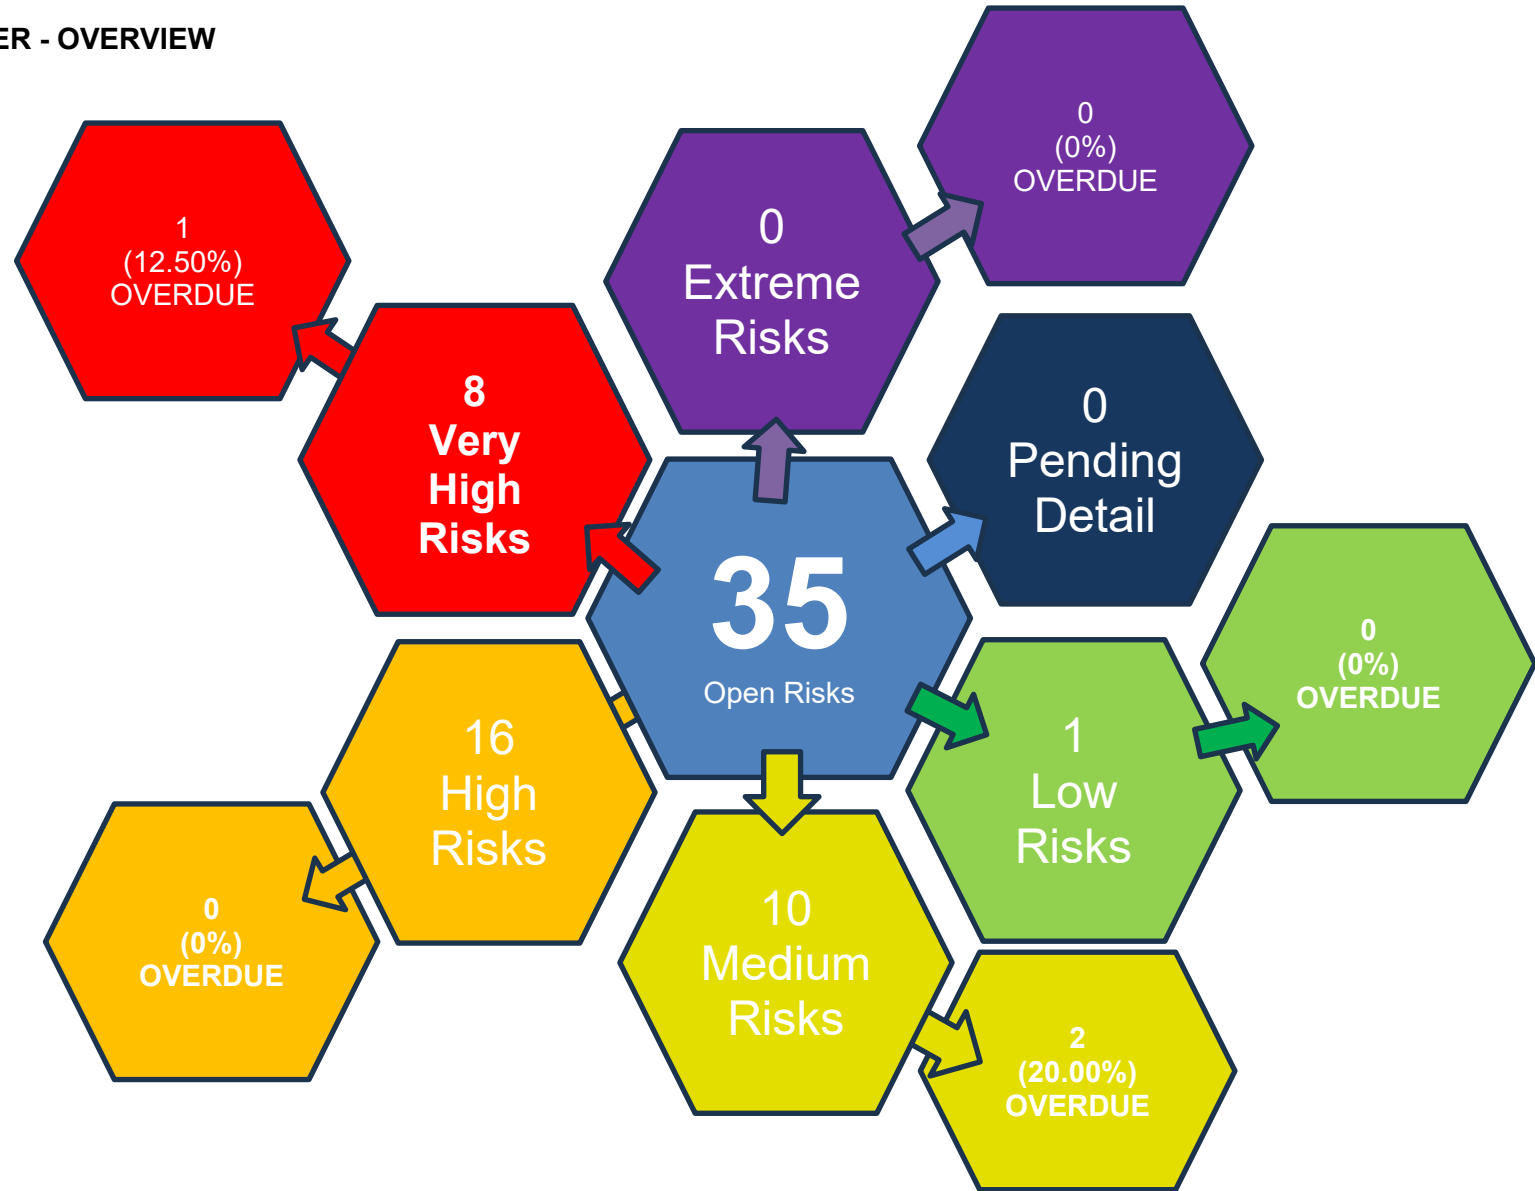 ER - OVERVIEW
0
(0%)
OVERDUE
1
(12.50%)
OVERDUE
0
Extreme
Risks
8
Very
High
Risks
0
Pending
Detail
35
Open Risks
0
(0%)
OVERDUE
16
High
Risks
1
Low
Risks
0
(0%)
OVERDUE
10
Medium
Risks
2
(20.00%)
OVERDUE